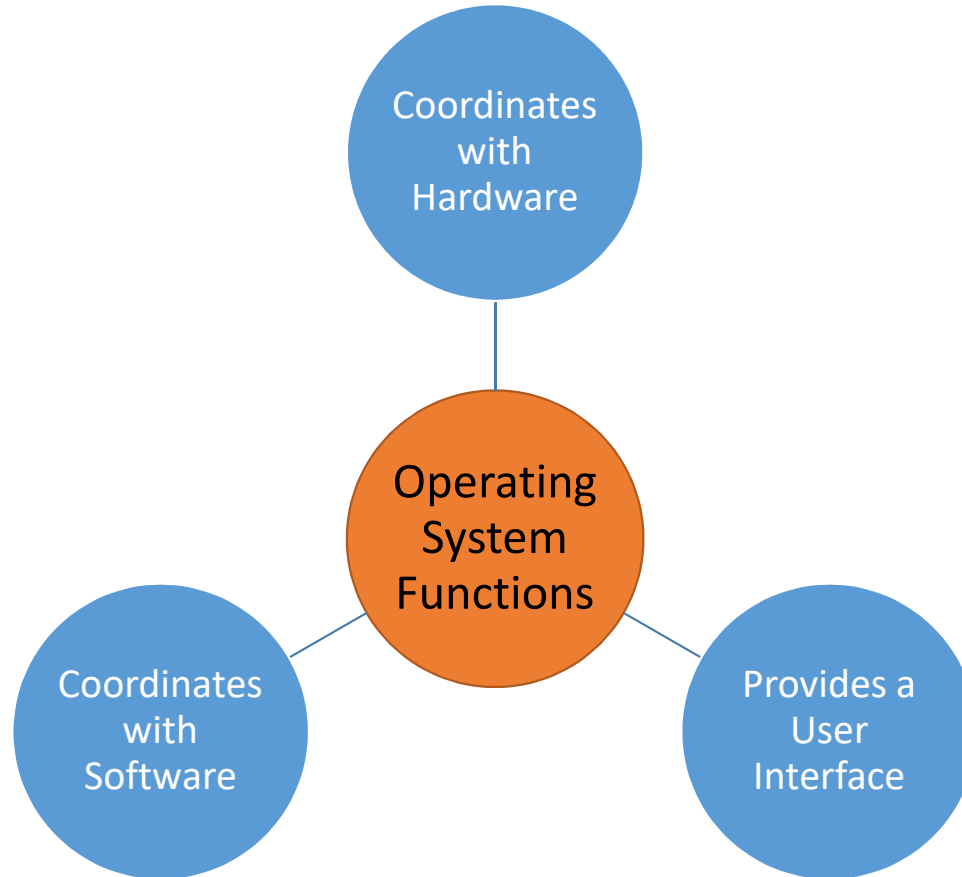 Coordinates
with
Hardware
Operating
System
Functions
Coordinates
with
Software
Provides a
User
Interface